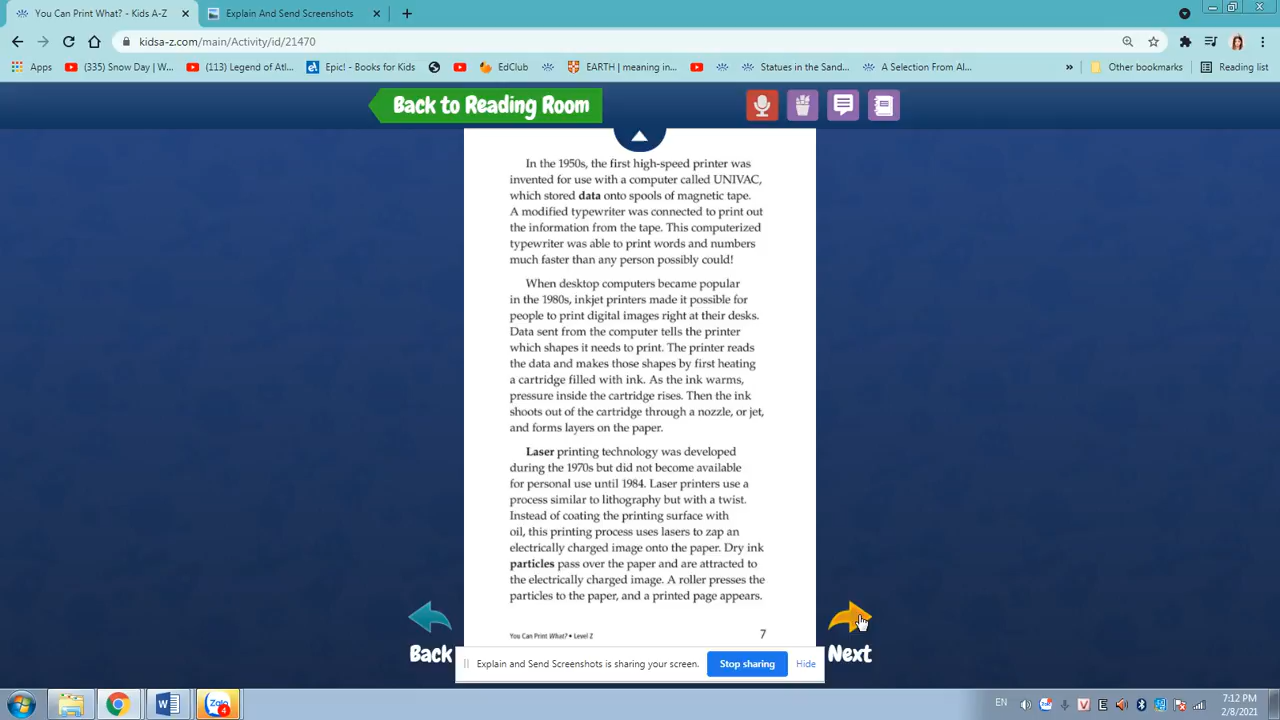 You Can Print What? - Kids A-Z
Explain And Send Screenshots
kidsa-z.com/main/Activity/id/21470
Apps
(335) Snow Day | W...
(113) Legend of Atl...
Epic! - Books for Kids
EdClub
EARTH | meaning in...
Statues in the Sand...
A Selection From Al...
»
Other bookmarks
Reading list
Back to Reading Room
In the 1950s, the first high-speed printer was
invented for use with a computer called UNIVAC,
which stored data onto spools of magnetic tape.
A modified typewriter was connected to print out
the information from the tape. This computerized
typewriter was able to print words and numbers
much faster than any person possibly could!
When desktop computers became popular
in the 1980s, inkjet printers made it possible for
people to print digital images right at their desks.
Data sent from the computer tells the printer
which shapes it needs to print. The printer reads
the data and makes those shapes by first heating
a cartridge filled with ink. As the ink warms,
pressure inside the cartridge rises. Then the ink
shoots out of the cartridge through a nozzle, or jet,
and forms layers on the paper.
Laser printing technology was developed
during the 1970s but did not become available
for personal use until 1984. Laser printers use a
process similar to lithography but with a twist.
Instead of coating the printing surface with
oil, this printing process uses lasers to zap an
electrically charged image onto the paper. Dry ink
particles pass over the paper and are attracted to
the electrically charged image. A roller presses the
particles to the paper, and a printed page appears.
You Can Print What? • Level Z
7
Back
Next
Explain and Send Screenshots is sharing your screen.
Stop sharing
Hide
Zalo
4
EN
7:12 PM
2/8/2021